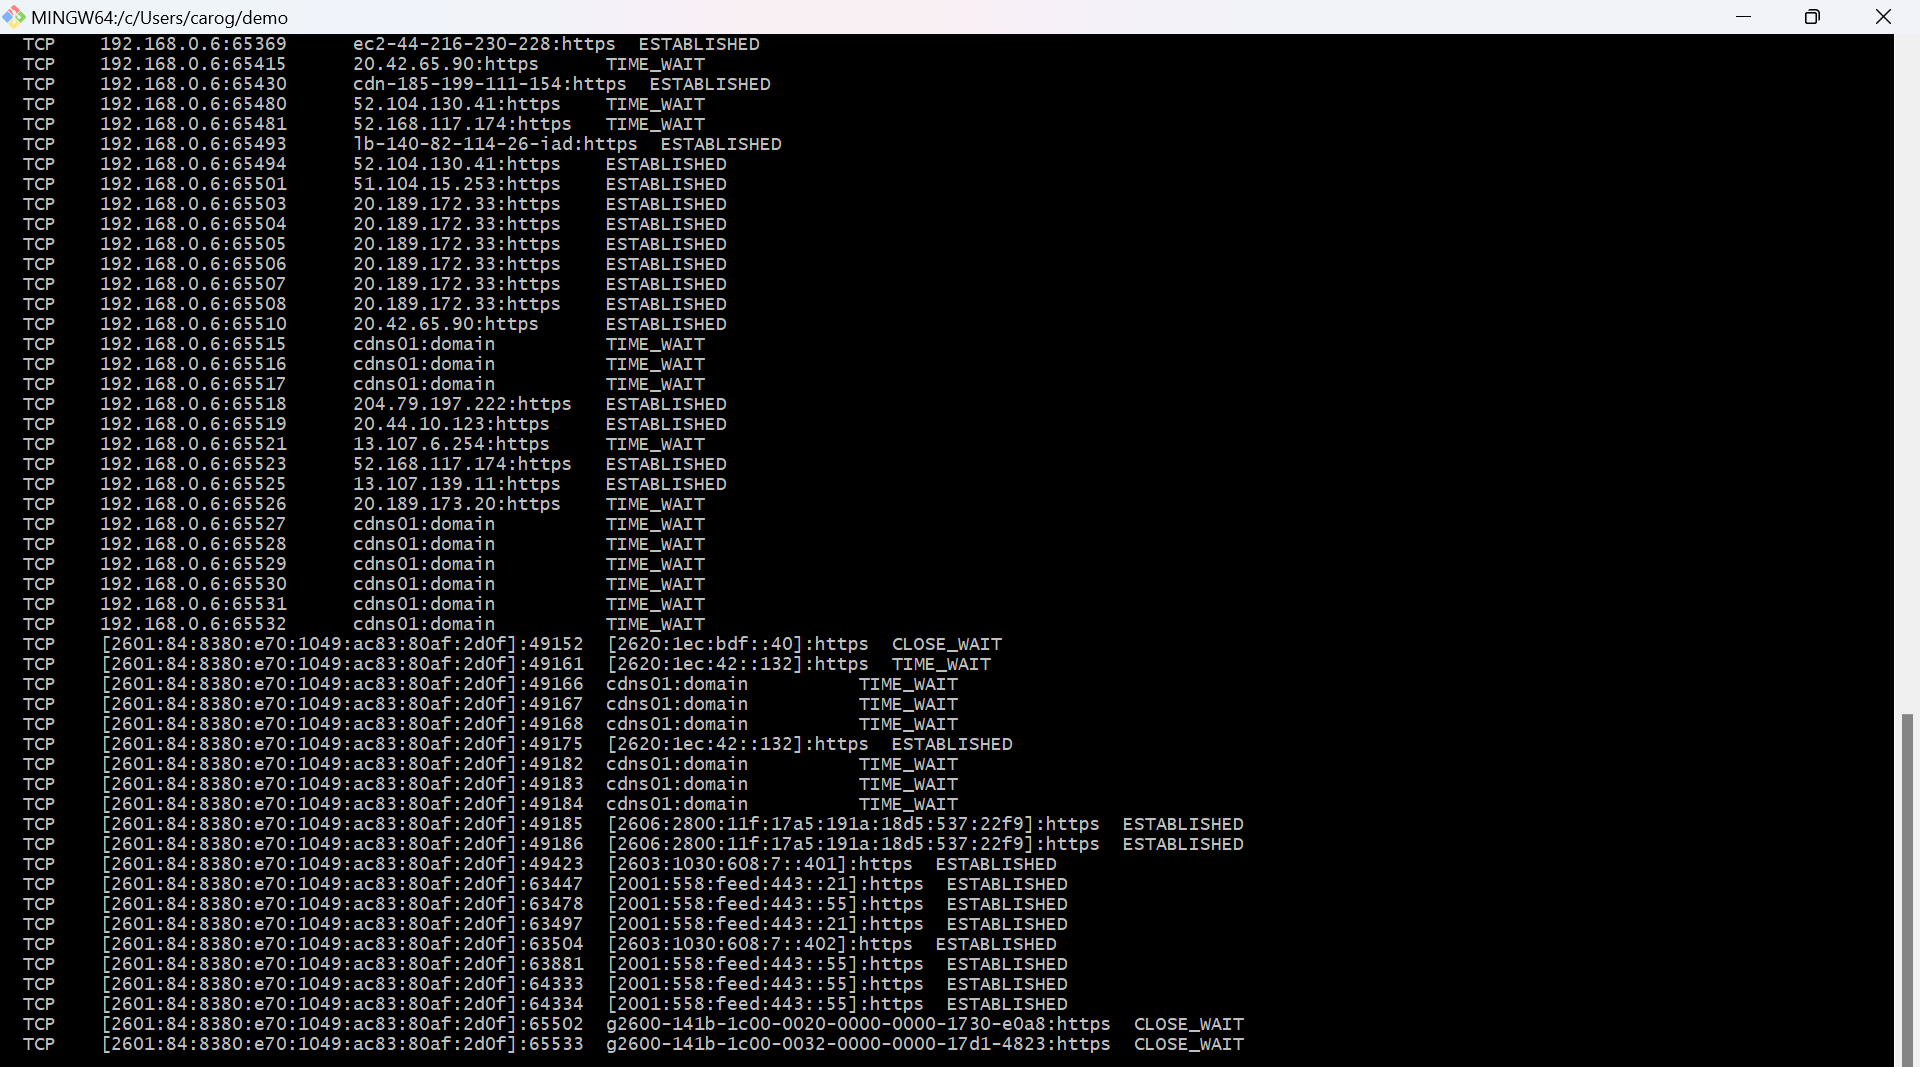 MINGW64:/c/Users/carog/demo
TCP 192.168.0.6:65369 ec2-44-216-230-228:https ESTABLISHED
TCP 192.168.0.6:65415 20.42.65.90:https TIME_WAIT
TCP 192.168.0.6:65430 cdn-185-199-111-154:https ESTABLISHED
TCP 192.168.0.6:65480 52.104.130.41:https TIME_WAIT
TCP 192.168.0.6:65481 52.168.117.174:https TIME_WAIT
TCP 192.168.0.6:65493 lb-140-82-114-26-iad:https ESTABLISHED
TCP 192.168.0.6:65494 52.104.130.41:https ESTABLISHED
TCP 192.168.0.6:65501 51.104.15.253:https ESTABLISHED
TCP 192.168.0.6:65503 20.189.172.33:https ESTABLISHED
TCP 192.168.0.6:65504 20.189.172.33:https ESTABLISHED
TCP 192.168.0.6:65505 20.189.172.33:https ESTABLISHED
TCP 192.168.0.6:65506 20.189.172.33:https ESTABLISHED
TCP 192.168.0.6:65507 20.189.172.33:https ESTABLISHED
TCP 192.168.0.6:65508 20.189.172.33:https ESTABLISHED
TCP 192.168.0.6:65510 20.42.65.90:https ESTABLISHED
TCP 192.168.0.6:65515 cdns01:domain TIME_WAIT
TCP 192.168.0.6:65516 cdns01:domain TIME_WAIT
TCP 192.168.0.6:65517 cdns01:domain TIME_WAIT
TCP 192.168.0.6:65518 204.79.197.222:https ESTABLISHED
TCP 192.168.0.6:65519 20.44.10.123:https ESTABLISHED
TCP 192.168.0.6:65521 13.107.6.254:https TIME_WAIT
TCP 192.168.0.6:65523 52.168.117.174:https ESTABLISHED
TCP 192.168.0.6:65525 13.107.139.11:https ESTABLISHED
TCP 192.168.0.6:65526 20.189.173.20:https TIME_WAIT
TCP 192.168.0.6:65527 cdns01:domain TIME_WAIT
TCP 192.168.0.6:65528 cdns01:domain TIME_WAIT
TCP 192.168.0.6:65529 cdns01:domain TIME_WAIT
TCP 192.168.0.6:65530 cdns01:domain TIME_WAIT
TCP 192.168.0.6:65531 cdns01:domain TIME_WAIT
TCP 192.168.0.6:65532 cdns01:domain TIME_WAIT
TCP [2601:84:8380:e70:1049:ac83:80af:2d0f]:49152 [2620:1ec:bdf::40]:https CLOSE_WAIT
TCP [2601:84:8380:e70:1049:ac83:80af:2d0f]:49161 [2620:1ec:42::132]:https TIME_WAIT
TCP [2601:84:8380:e70:1049:ac83:80af:2d0f]:49166 cdns01:domain TIME_WAIT
TCP [2601:84:8380:e70:1049:ac83:80af:2d0f]:49167 cdns01:domain TIME_WAIT
TCP [2601:84:8380:e70:1049:ac83:80af:2d0f]:49168 cdns01:domain TIME_WAIT
TCP [2601:84:8380:e70:1049:ac83:80af:2d0f]:49175 [2620:1ec:42::132]:https ESTABLISHED
TCP [2601:84:8380:e70:1049:ac83:80af:2d0f]:49182 cdns01:domain TIME_WAIT
TCP [2601:84:8380:e70:1049:ac83:80af:2d0f]:49183 cdns01:domain TIME_WAIT
TCP [2601:84:8380:e70:1049:ac83:80af:2d0f]:49184 cdns01:domain TIME_WAIT
TCP [2601:84:8380:e70:1049:ac83:80af:2d0f]:49185 [2606:2800:11f:17a5:191a:18d5:537:22f9]:https ESTABLISHED
TCP [2601:84:8380:e70:1049:ac83:80af:2d0f]:49186 [2606:2800:11f:17a5:191a:18d5:537:22f9]:https ESTABLISHED
TCP [2601:84:8380:e70:1049:ac83:80af:2d0f]:49423 [2603:1030:608:7::401]:https ESTABLISHED
TCP [2601:84:8380:e70:1049:ac83:80af:2d0f]:63447 [2001:558:feed:443::21]:https ESTABLISHED
TCP [2601:84:8380:e70:1049:ac83:80af:2d0f]:63478 [2001:558:feed:443::55]:https ESTABLISHED
TCP [2601:84:8380:e70:1049:ac83:80af:2d0f]:63497 [2001:558:feed:443::21]:https ESTABLISHED
TCP [2601:84:8380:e70:1049:ac83:80af:2d0f]:63504 [2603:1030:608:7::402]:https ESTABLISHED
TCP [2601:84:8380:e70:1049:ac83:80af:2d0f]:63881 [2001:558:feed:443::55]:https ESTABLISHED
TCP [2601:84:8380:e70:1049:ac83:80af:2d0f]:64333 [2001:558:feed:443::55]:https ESTABLISHED
TCP [2601:84:8380:e70:1049:ac83:80af:2d0f]:64334 [2001:558:feed:443::55]:https ESTABLISHED
TCP [2601:84:8380:e70:1049:ac83:80af:2d0f]:65502 g2600-141b-1c00-0020-0000-0000-1730-e0a8:https CLOSE_WAIT
TCP [2601:84:8380:e70:1049:ac83:80af:2d0f]:65533 g2600-141b-1c00-0032-0000-0000-17d1-4823:https CLOSE_WAIT